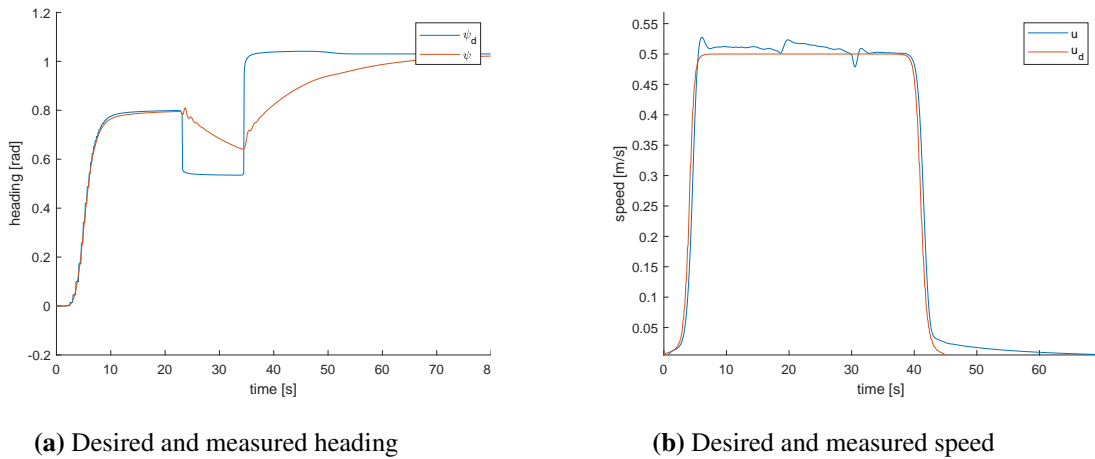 1.2
1
0.8
0.6
0.4
0.2
0
-0.2
heading [rad]
0 10 20 30 40 50 60 70 8
time [s]
ψd
ψ
0.55
0.5
0.45
0.4
0.35
0.3
0.25
0.2
0.15
0.1
0.05
speed [m/s]
0 10 20 30 40 50 60
time [s]
u
ud
(a) Desired and measured heading
(b) Desired and measured speed